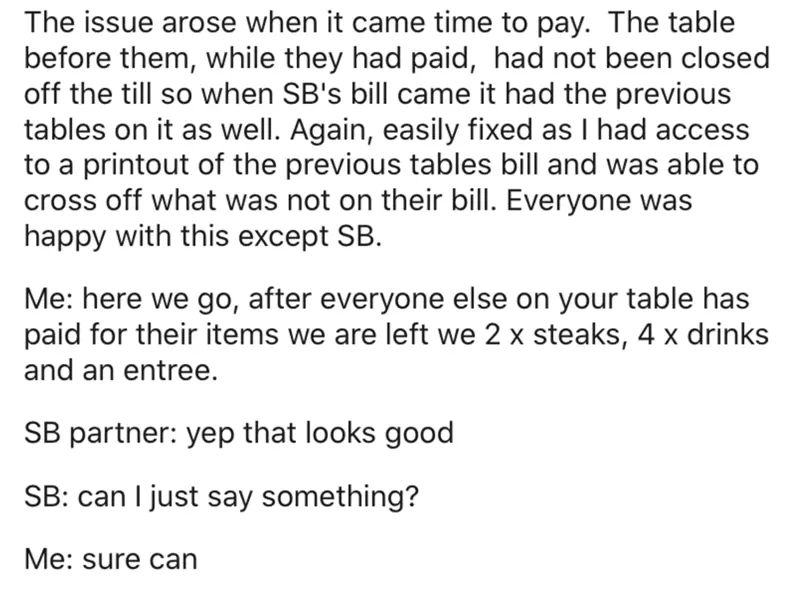 The issue arose when it came time to pay.  The table
before them, while they had paid,  had not been closed
off the till so when SB's bill came it had the previous
tables on it as well. Again, easily fixed as I had access
to a printout of the previous tables bill and was able to
cross off what was not on their bill. Everyone was
happy with this except SB.
Me: here we go, after everyone else on your table has
paid for their items we are left we 2 x steaks, 4 x drinks
and an entree.
SB partner: yep that looks good
SB: can I just say something?
Me: sure can